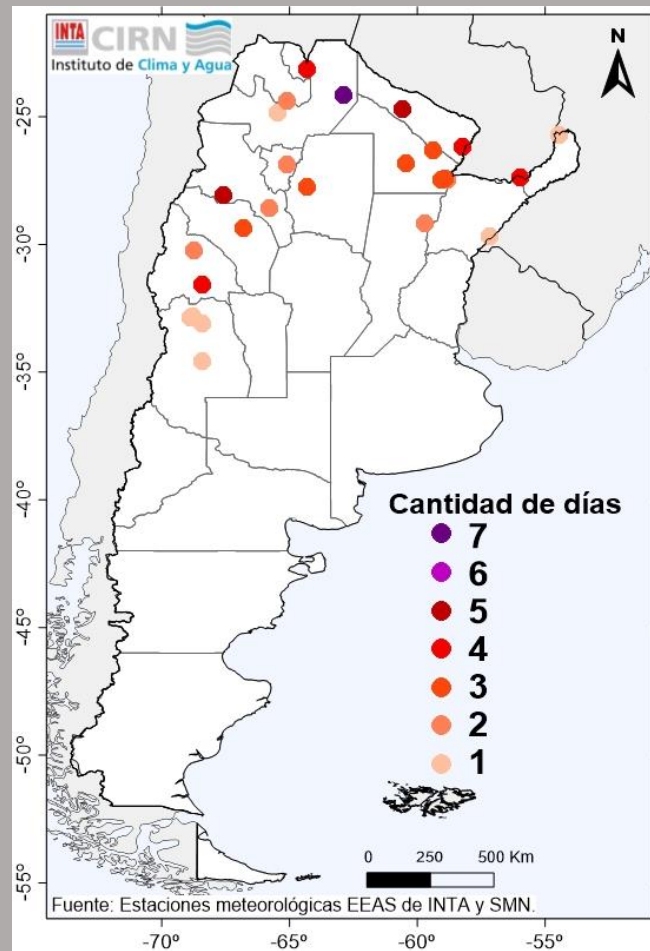 INTA CIRN
Instituto de Clima y Agua
N
-25°
-30°
-35°
-40°
-45°
-50°
-55°
Cantidad de días
7
6
5
4
3
2
1
0 250 500 Km
Fuente: Estaciones meteorológicas EEAS de INTA y SMN.
-70° -65° -60° -55°